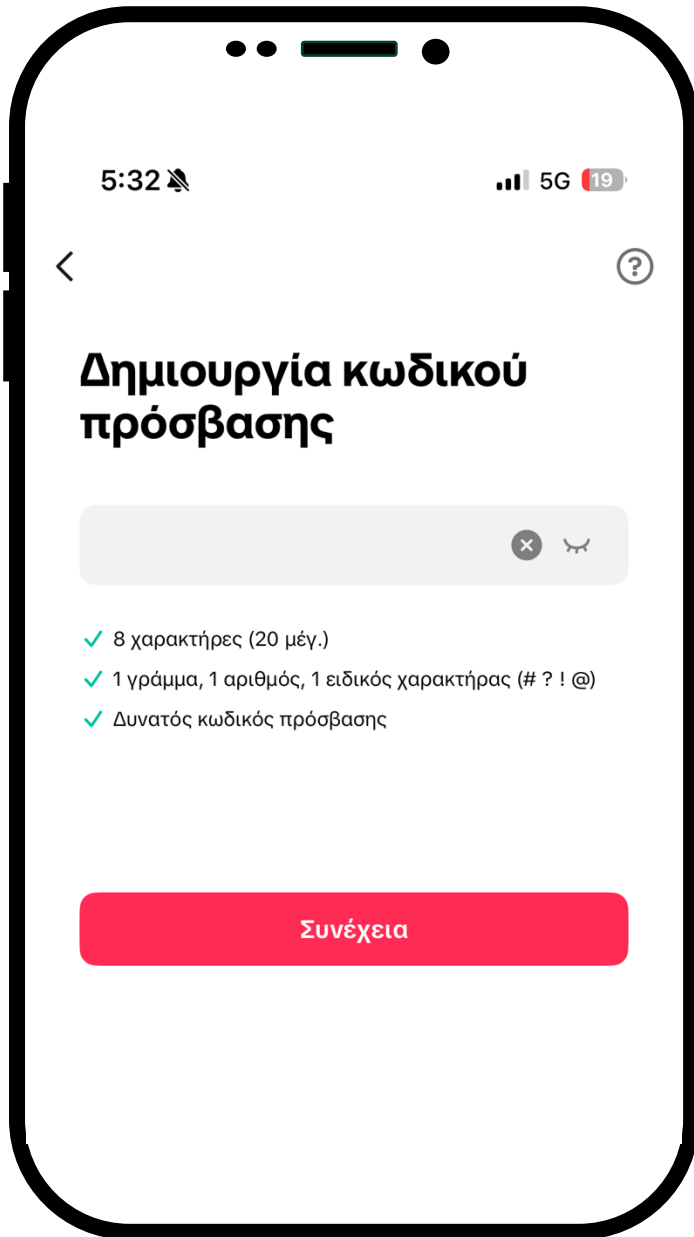 5:32
5G 19
?
Δημιουργία κωδικού
πρόσβασης
8 χαρακτήρες (20 μέγ.)
1 γράμμα, 1 αριθμός, 1 ειδικός χαρακτήρας (# ? ! @)
Δυνατός κωδικός πρόσβασης
Συνέχεια